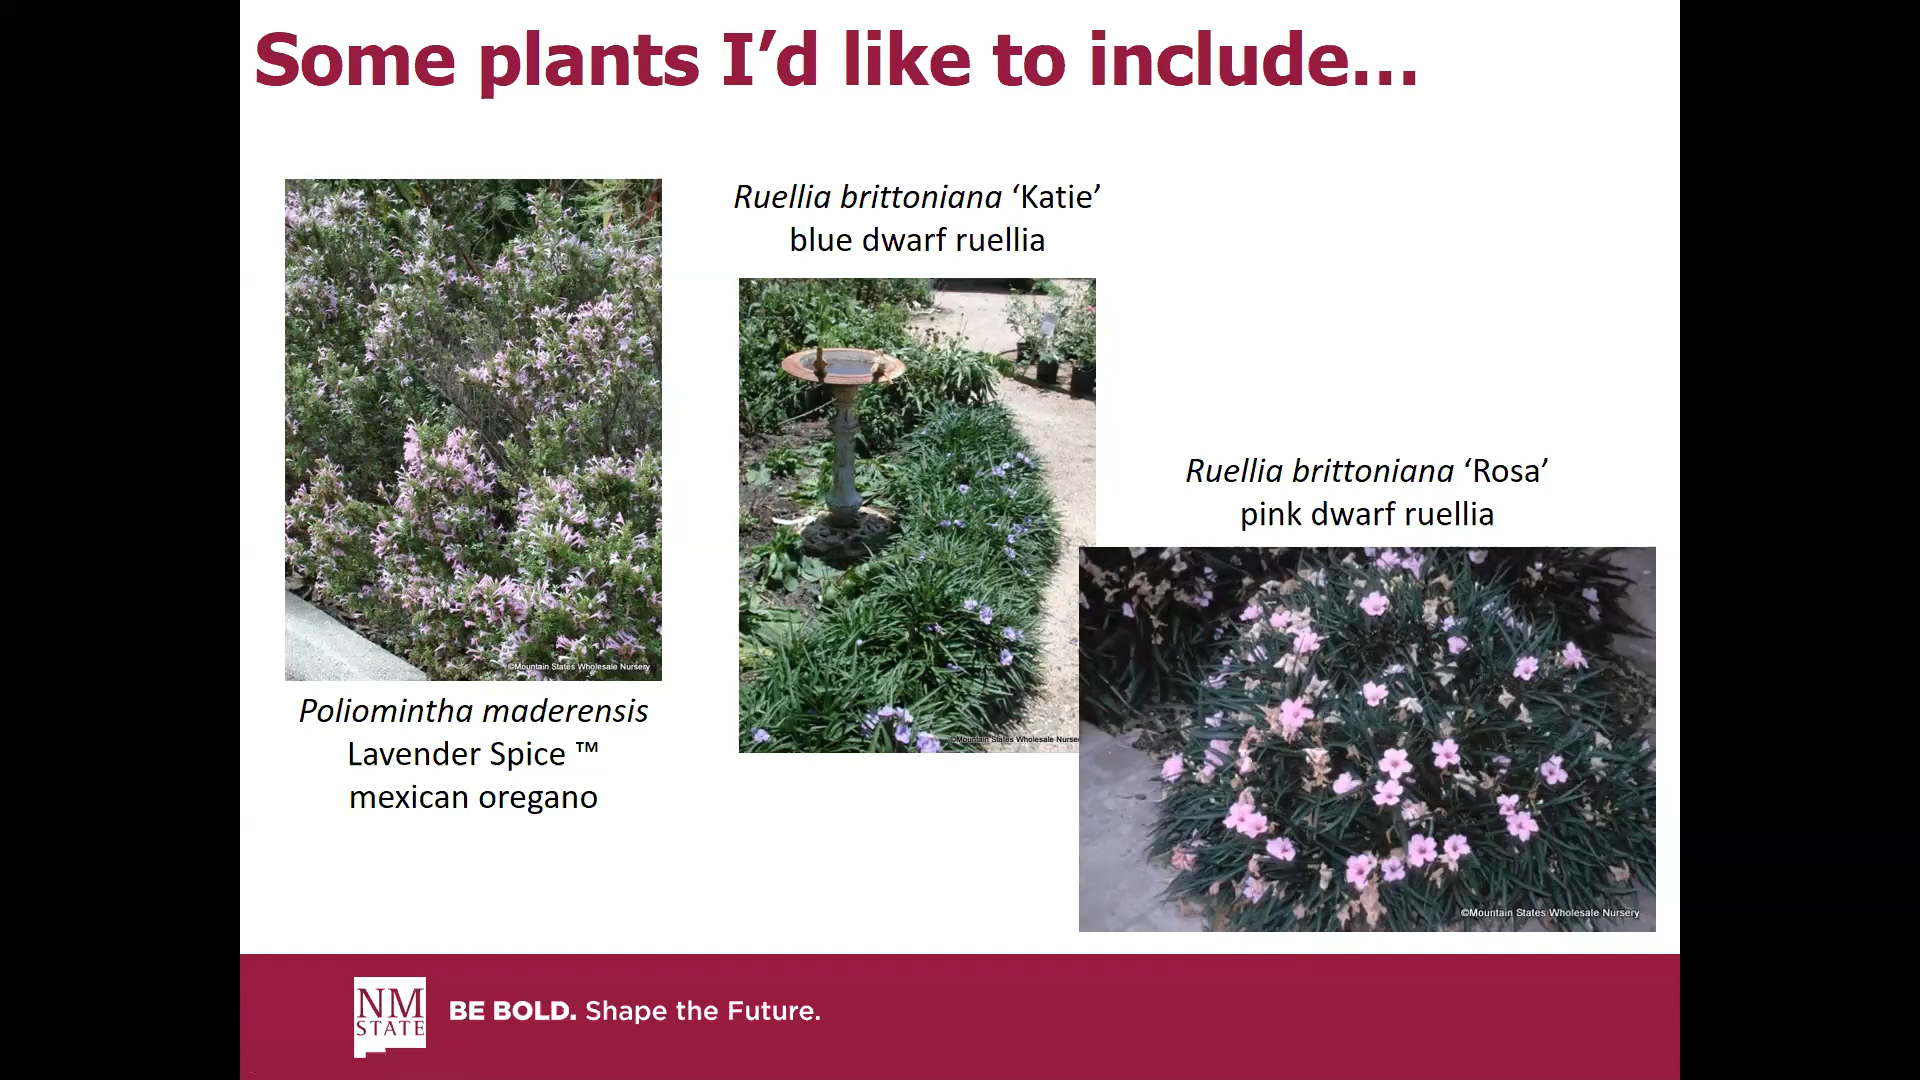 Some plants I’d like to include...
©Mountain States Wholesale Nursery
Poliomintha maderensis
Lavender Spice ™
mexican oregano
Ruellia brittoniana ‘Katie’
blue dwarf ruellia
©Mountain States Wholesale Nurser
Ruellia brittoniana ‘Rosa’
pink dwarf ruellia
©Mountain States Wholesale Nursery
NM
STATE
BE BOLD. Shape the Future.